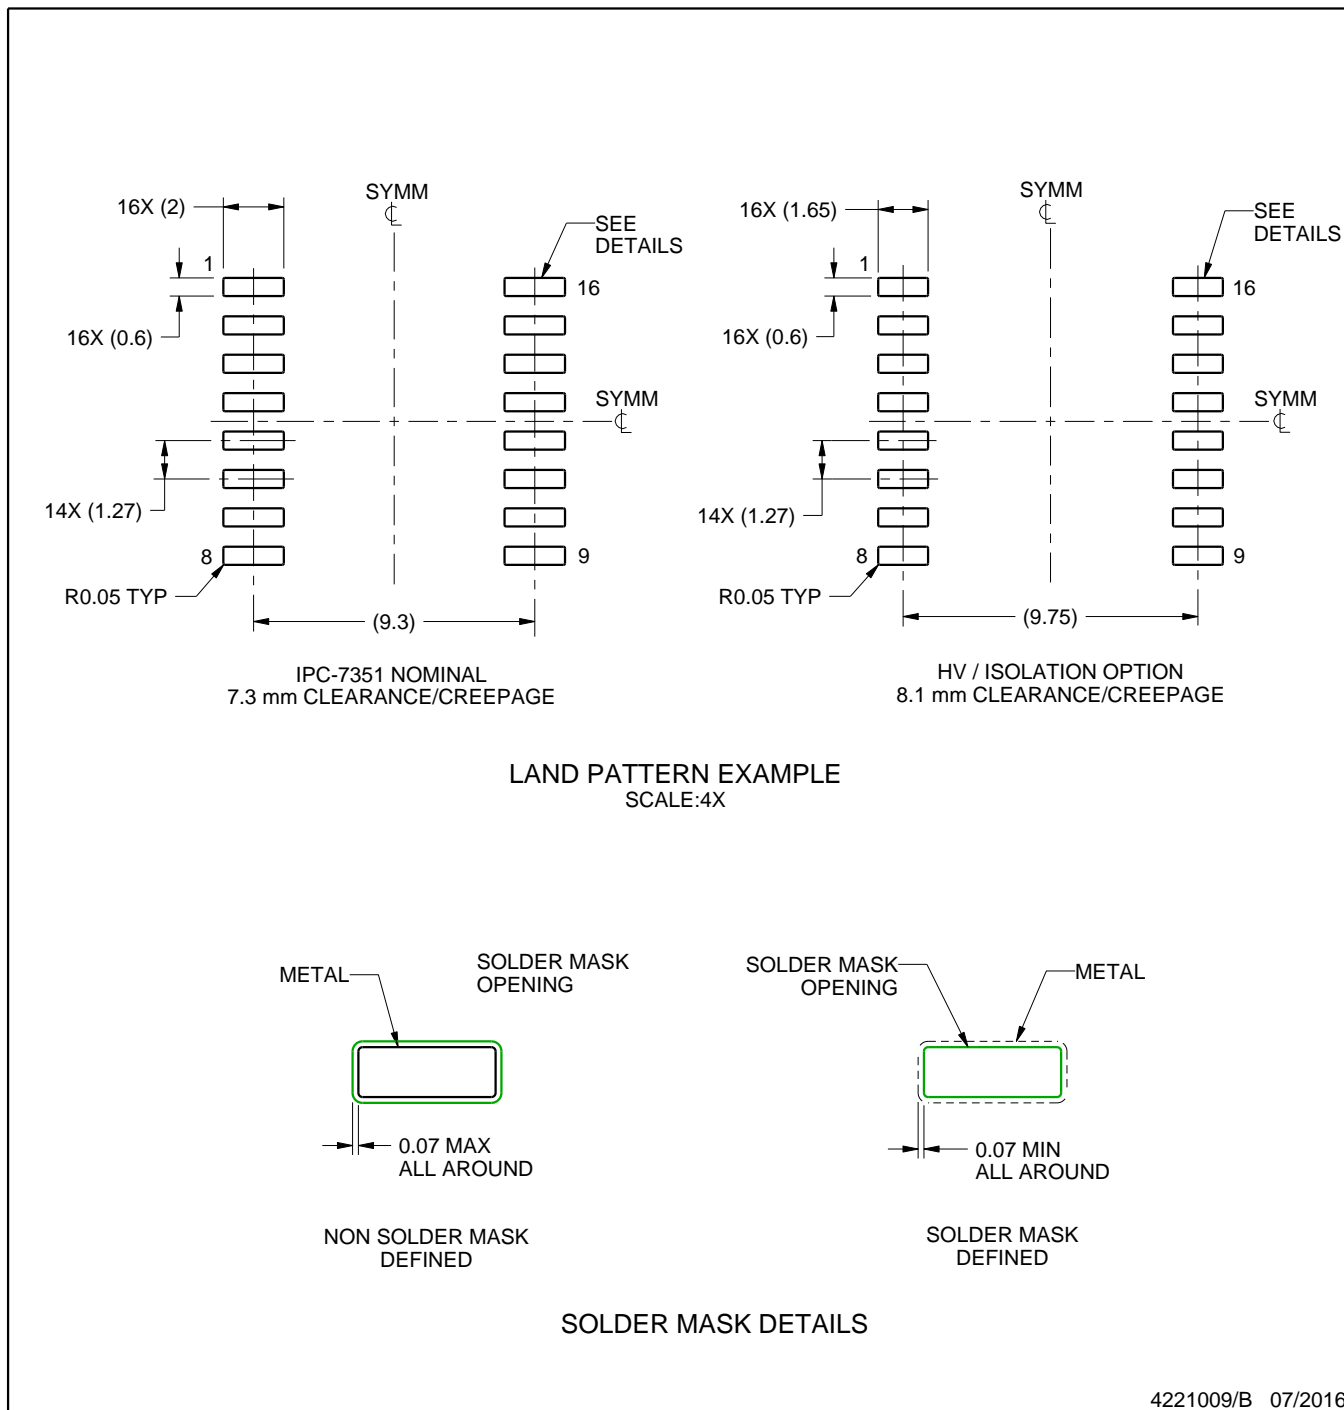 SYMM
16X (2)
SEE
DETAILS
1
16
16X (0.6)
SYMM
14X (1.27)
8
9
R0.05 TYP
(9.3)
IPC-7351 NOMINAL
7.3 mm CLEARANCE/CREEPAGE
SYMM
16X (1.65)
SEE
DETAILS
1
16
16X (0.6)
SYMM
14X (1.27)
8
9
R0.05 TYP
(9.75)
HV / ISOLATION OPTION
8.1 mm CLEARANCE/CREEPAGE
LAND PATTERN EXAMPLE
SCALE:4X
METAL
SOLDER MASK
OPENING
0.07 MAX
ALL AROUND
NON SOLDER MASK
DEFINED
SOLDER MASK
OPENING
METAL
0.07 MIN
ALL AROUND
SOLDER MASK
DEFINED
SOLDER MASK DETAILS
4221009/B 07/2016